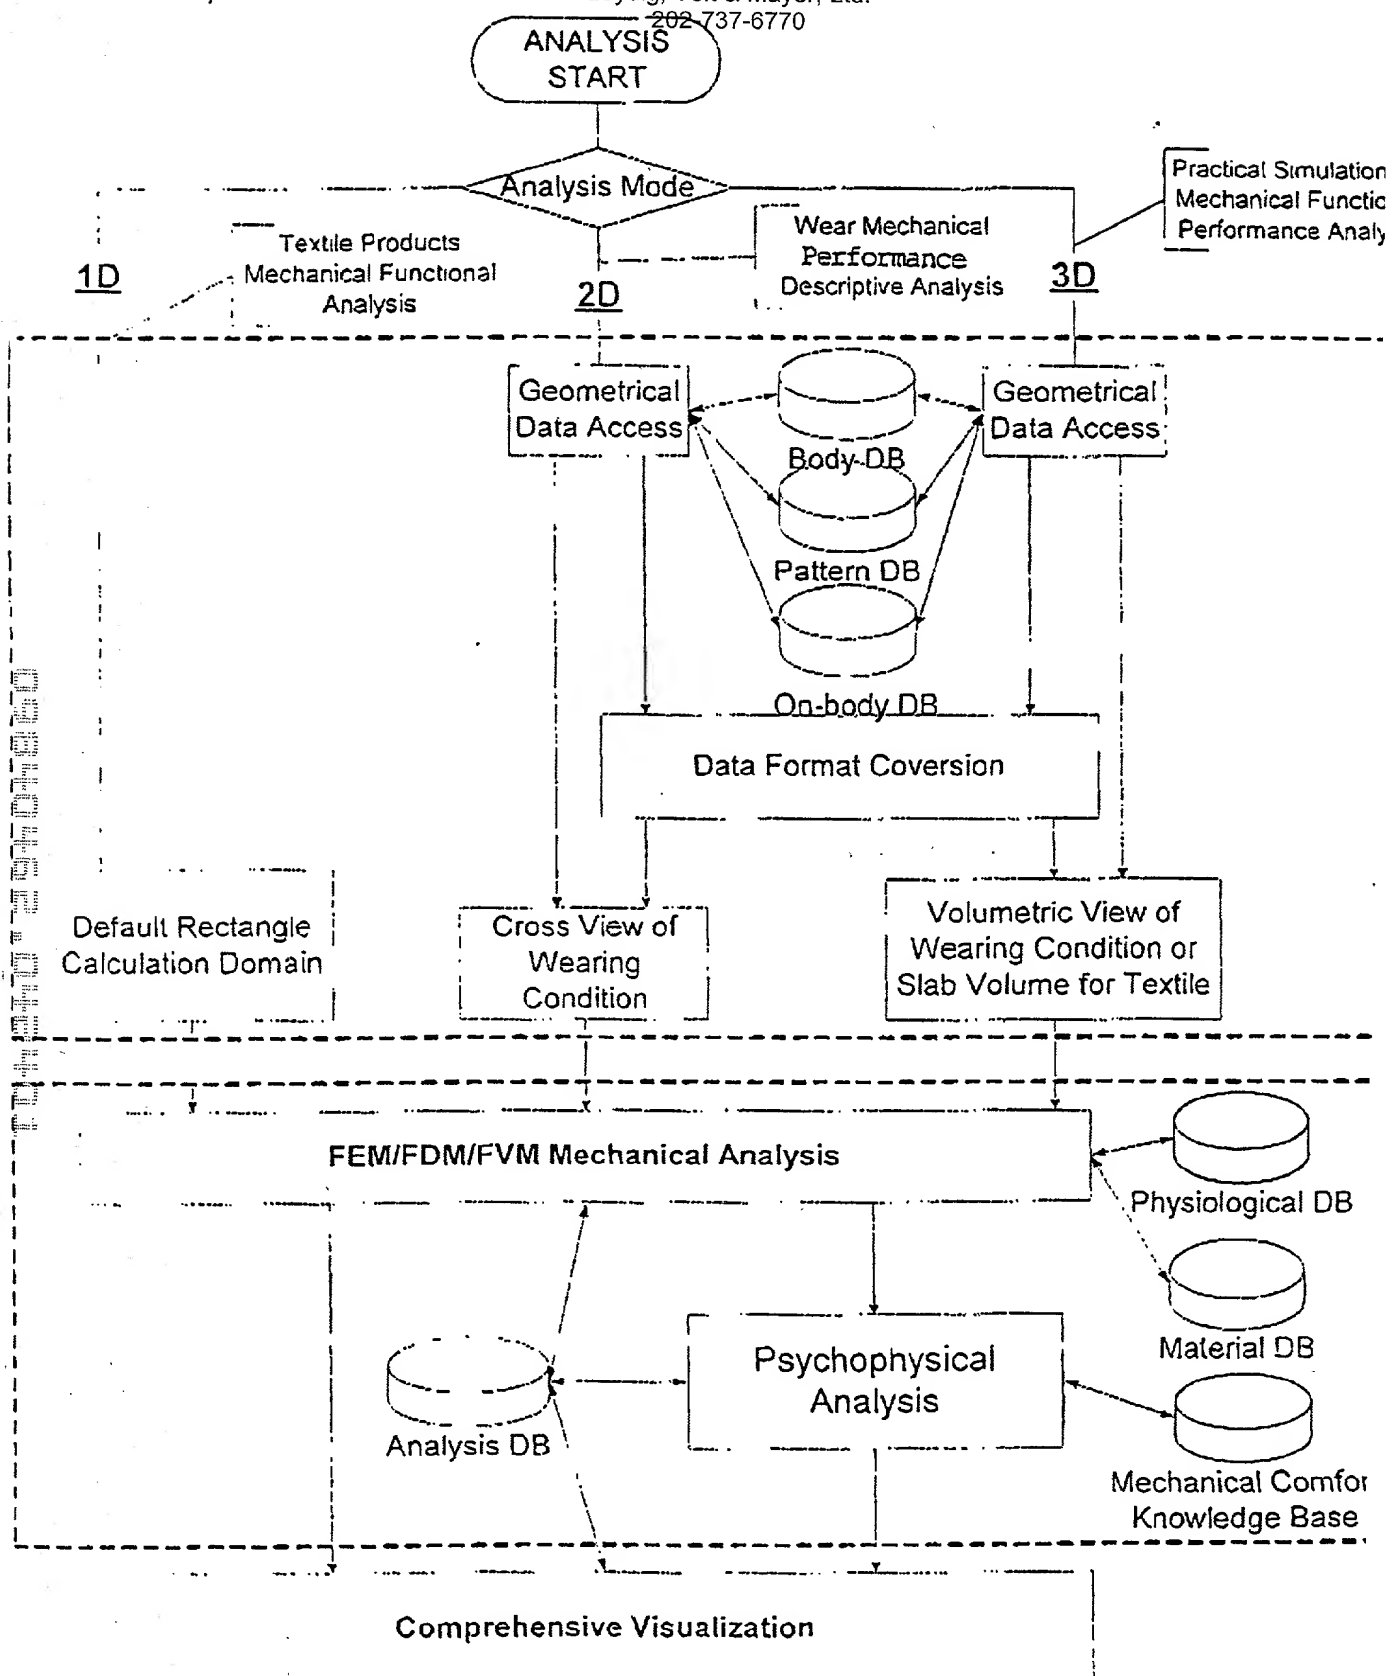 202-737-6770
ANALYSIS
START
Analysis Mode
Practical Simulation
Mechanical
Performance
Textile Products
Mechanical Functional
Analysis
Wear Mechanical
Performance
Descriptive Analysis
1D
2D
3D
Geometrical
Data Access
Geometrical
Data Access
Body DB
Pattern DB
On-body DB
Data Format Coversion
Default Rectangle
Calculation Domain
Cross View of
Wearing
Condition
Volumetric View of
Wearing Condition or
Slab Volume for Textile
FEM/FDM/FVM Mechanical Analysis
Physiological DB
Material DB
Psychophysical
Analysis
Analysis DB
Mechanical
Knowledge Base
Comprehensive Visualization